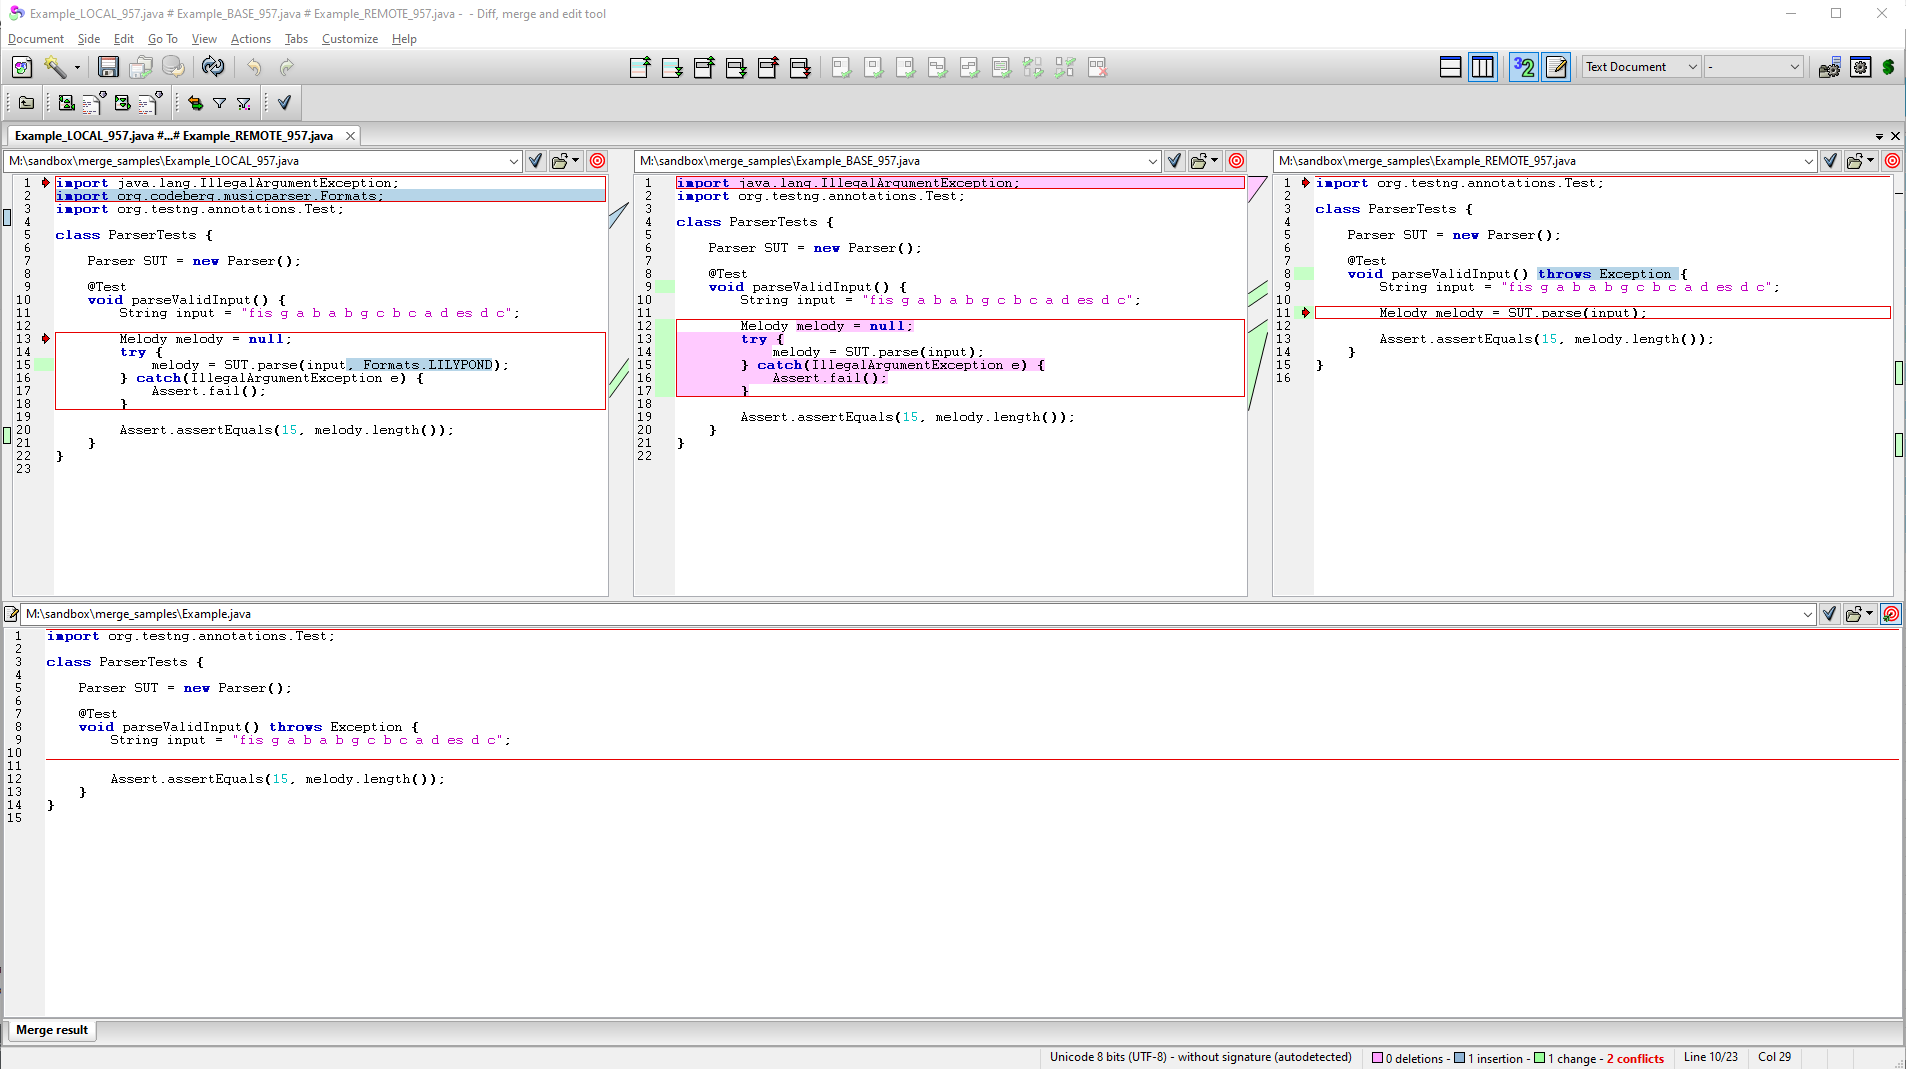 Example_LOCAL_957.java # Example_BASE_957.java # Example_REMOTE_957.java - - Diff, merge and edit tool
Document Side Edit Go To View Actions Tabs Customize Help
32 Text Document - $
Example_LOCAL_957.java #...# Example_REMOTE_957.java
M:\sandbox\merge_samples\Example_LOCAL_957.java
1 import java.lang.IllegalArgumentException;
2 import org.codeberg.musicparser.Formats;
3 import org.testng.annotations.Test;
4
5 class ParserTests {
6
7 Parser SUT = new Parser();
8
9 @Test
10 void parseValidInput() {
11 String input = "fis g a b a b g c b c a d es d c";
12
13 Melody melody = null;
14 try {
15 melody = SUT.parse(input, Formats.LILYPOND);
16 } catch(IllegalArgumentException e) {
17 Assert.fail();
18 }
19
20 Assert.assertEquals(15, melody.length());
21 }
22 }
23
M:\sandbox\merge_samples\Example_BASE_957.java
1 import java.lang.IllegalArgumentException;
2 import org.testng.annotations.Test;
3
4 class ParserTests {
5
6 Parser SUT = new Parser();
7
8 @Test
9 void parseValidInput() {
10 String input = "fis g a b a b g c b c a d es d c";
11
12 Melody melody = null;
13 try {
14 melody = SUT.parse(input);
15 } catch(IllegalArgumentException e) {
16 Assert.fail();
17 }
18
19 Assert.assertEquals(15, melody.length());
20 }
21 }
22
M:\sandbox\merge_samples\Example_REMOTE_957.java
1 import org.testng.annotations.Test;
2
3 class ParserTests {
4
5 Parser SUT = new Parser();
6
7 @Test
8 void parseValidInput() throws Exception {
9 String input = "fis g a b a b g c b c a d es d c";
10
11 Melody melody = SUT.parse(input);
12
13 Assert.assertEquals(15, melody.length());
14 }
15 }
16
M:\sandbox\merge_samples\Example.java
1 import org.testng.annotations.Test;
2
3 class ParserTests {
4
5 Parser SUT = new Parser();
6
7 @Test
8 void parseValidInput() throws Exception {
9 String input = "fis g a b a b g c b c a d es d c";
10
11
12 Assert.assertEquals(15, melody.length());
13 }
14 }
15
Merge result
Unicode 8 bits (UTF-8) - without signature (autodetected) 0 deletions - 1 insertion - 1 change - 2 conflicts Line 10/23 Col 29